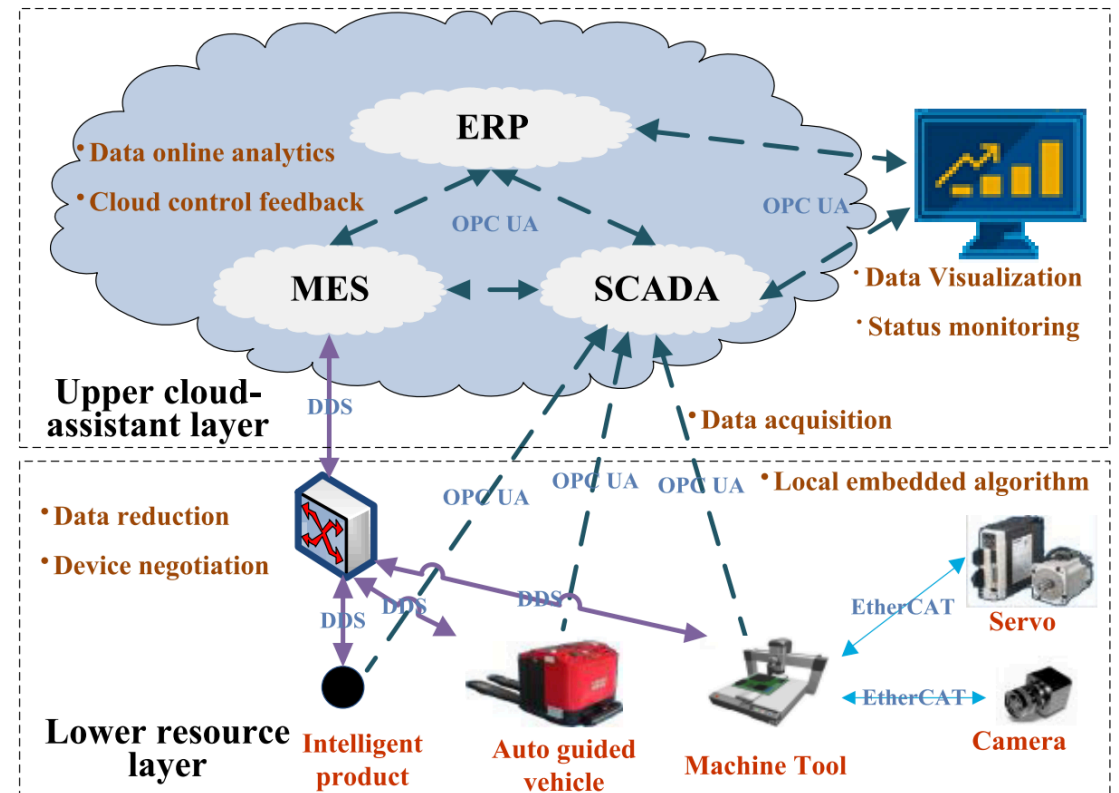 ERP
• Data online analytics
• Cloud control feedback
OPC UA
OPC UA
MES
SCADA
• Data Visualization
• Status monitoring
Upper cloud-
assistant layer
DDS
• Data acquisition
OPC UA
OPC UA
OPC UA
• Local embedded algorithm
• Data reduction
• Device negotiation
DDS
DDS
DDS
EtherCAT
Servo
EtherCAT
Camera
Lower resource
layer
Intelligent
product
Auto guided
vehicle
Machine Tool